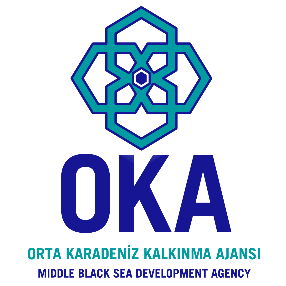 OKA
ORTA KARADENİZ KALKINMA AJANSI
MIDDLE BLACK SEA DEVELOPMENT AGENCY